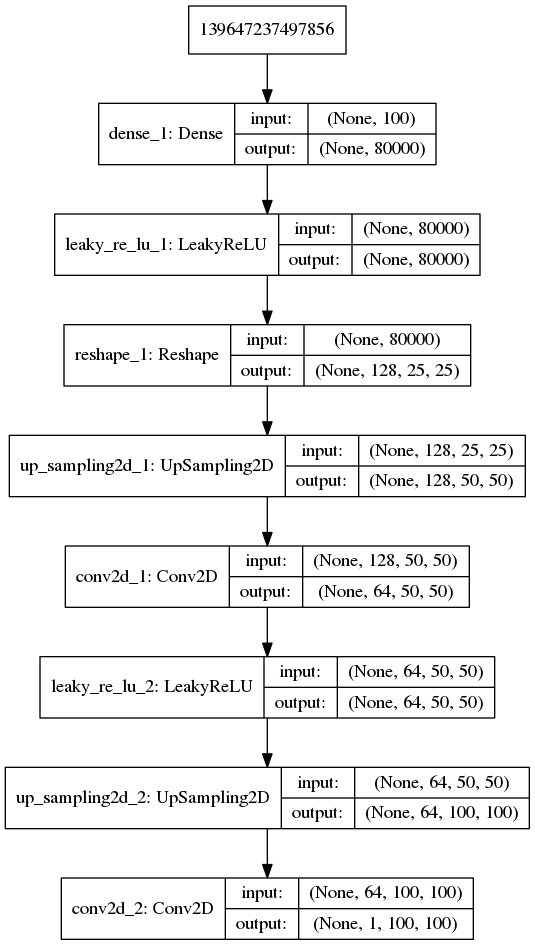 139647237497856
dense_1: Dense
input: (None, 100)
output: (None, 80000)
leaky_re_lu_1: LeakyReLU
input: (None, 80000)
output: (None, 80000)
reshape_1: Reshape
input: (None, 80000)
output: (None, 128, 25, 25)
up_sampling2d_1: UpSampling2D
input: (None, 128, 25, 25)
output: (None, 128, 50, 50)
conv2d_1: Conv2D
input: (None, 128, 50, 50)
output: (None, 64, 50, 50)
leaky_re_lu_2: LeakyReLU
input: (None, 64, 50, 50)
output: (None, 64, 50, 50)
up_sampling2d_2: UpSampling2D
input: (None, 64, 50, 50)
output: (None, 64, 100, 100)
conv2d_2: Conv2D
input: (None, 64, 100, 100)
output: (None, 1, 100, 100)